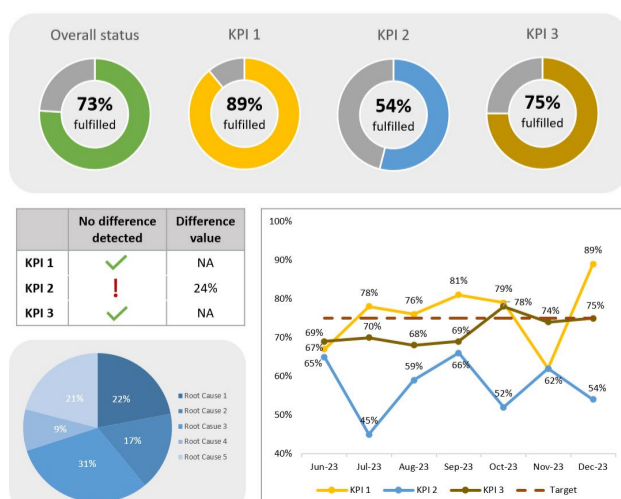 Overall status
KPI 1
KPI 2
KPI 3
73%
fulfilled
89%
fulfilled
54%
fulfilled
75%
fulfilled
No difference detected
Difference value
KPI 1
NA
KPI 2
24%
KPI 3
NA
22%
17%
31%
9%
21%
Root Cause 1
Root Cause 2
Root Cause 3
Root Cause 4
Root Cause 5
100%
90%
80%
70%
60%
50%
40%
69%
67%
65%
78%
70%
45%
76%
68%
59%
81%
69%
66%
79%
78%
52%
74%
62%
89%
75%
54%
Jun-23
Jul-23
Aug-23
Sep-23
Oct-23
Nov-23
Dec-23
KPI 1
KPI 2
KPI 3
Target